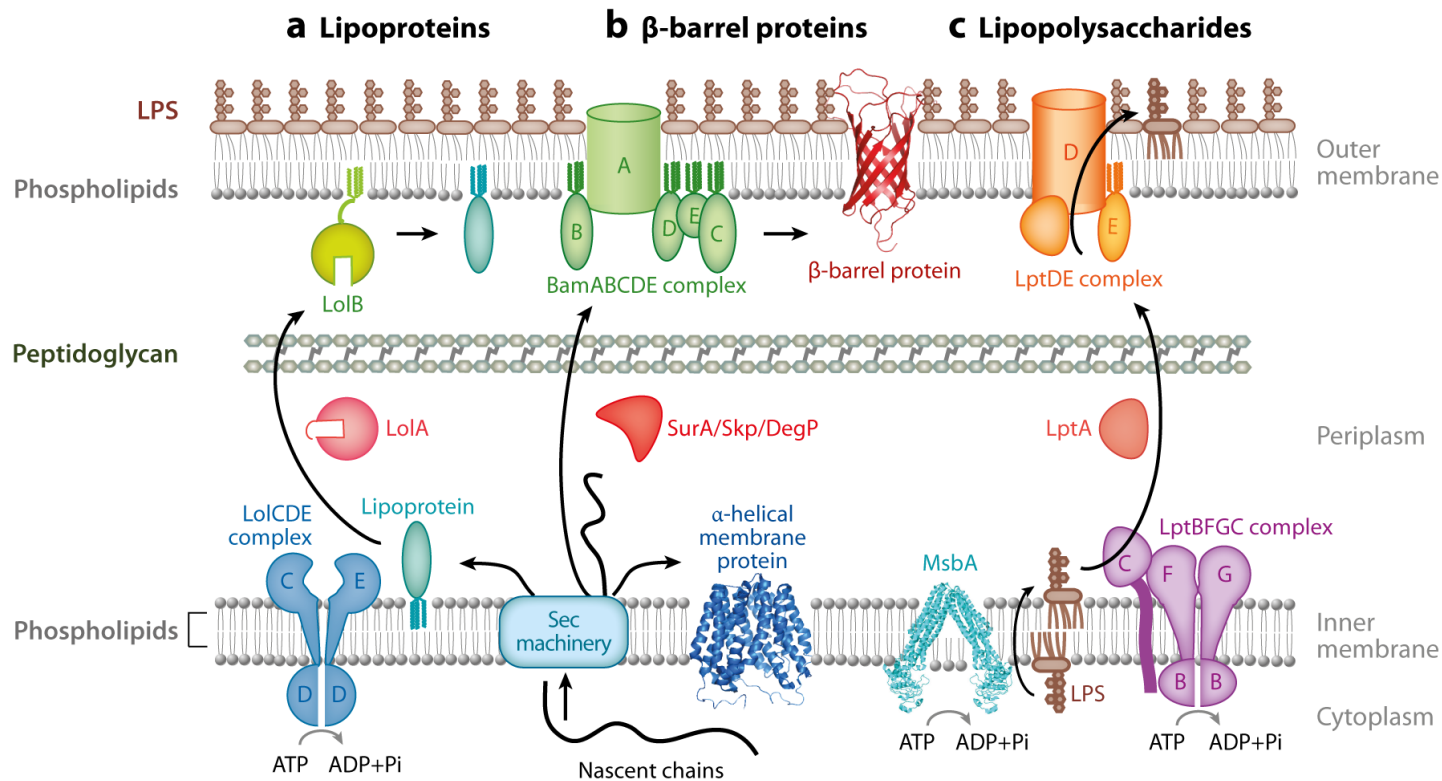 a Lipoproteins
b β-barrel proteins
c Lipopolysaccharides
LPS
Phospholipids
Outer
membrane
A
B
D
E
C
D
E
LolB
BamABCDE complex
β-barrel protein
LptDE complex
Peptidoglycan
LolA
SurA/Skp/DegP
LptA
Periplasm
LolCDE
complex
Lipoprotein
α-helical
membrane
protein
MsbA
LptBFGC complex
C
E
C
F
G
Phospholipids
Sec
machinery
Inner
membrane
D
D
LPS
B
B
Cytoplasm
ATP
ADP+Pi
Nascent chains
ATP
ADP+Pi
ATP
ADP+Pi